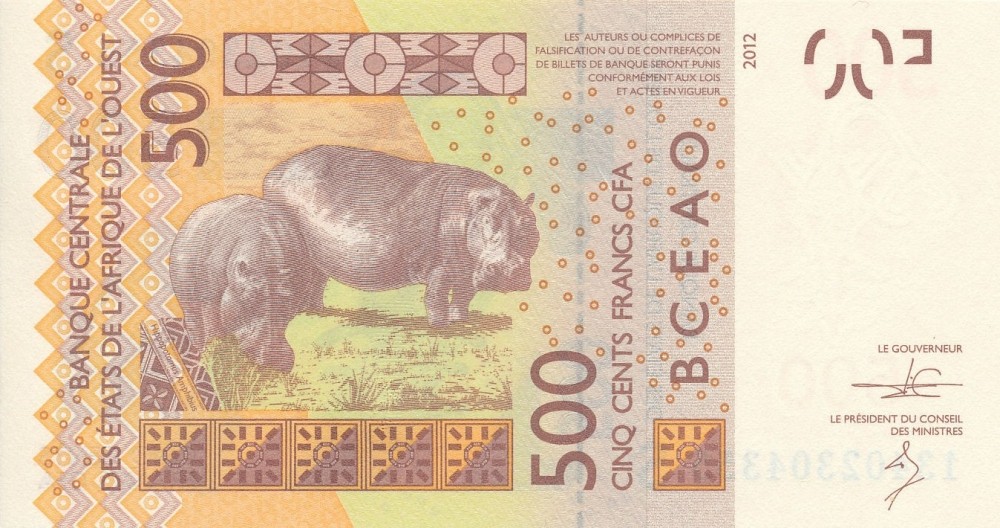 BANQUE CENTRALE
DES ÉTATS DE L'AFRIQUE DE L'OUEST
500
LES AUTEURS OU COMPLICES DE
FALSIFICATION OU DE CONTREFAÇON
DE BILLETS DE BANQUE SERONT PUNIS
CONFORMÉMENT AUX LOIS
ET ACTES EN VIGUEUR
2012
500
CINQ CENTS FRANCS CFA
BCEAO
LE GOUVERNEUR
LE PRÉSIDENT DU CONSEIL
DES MINISTRES